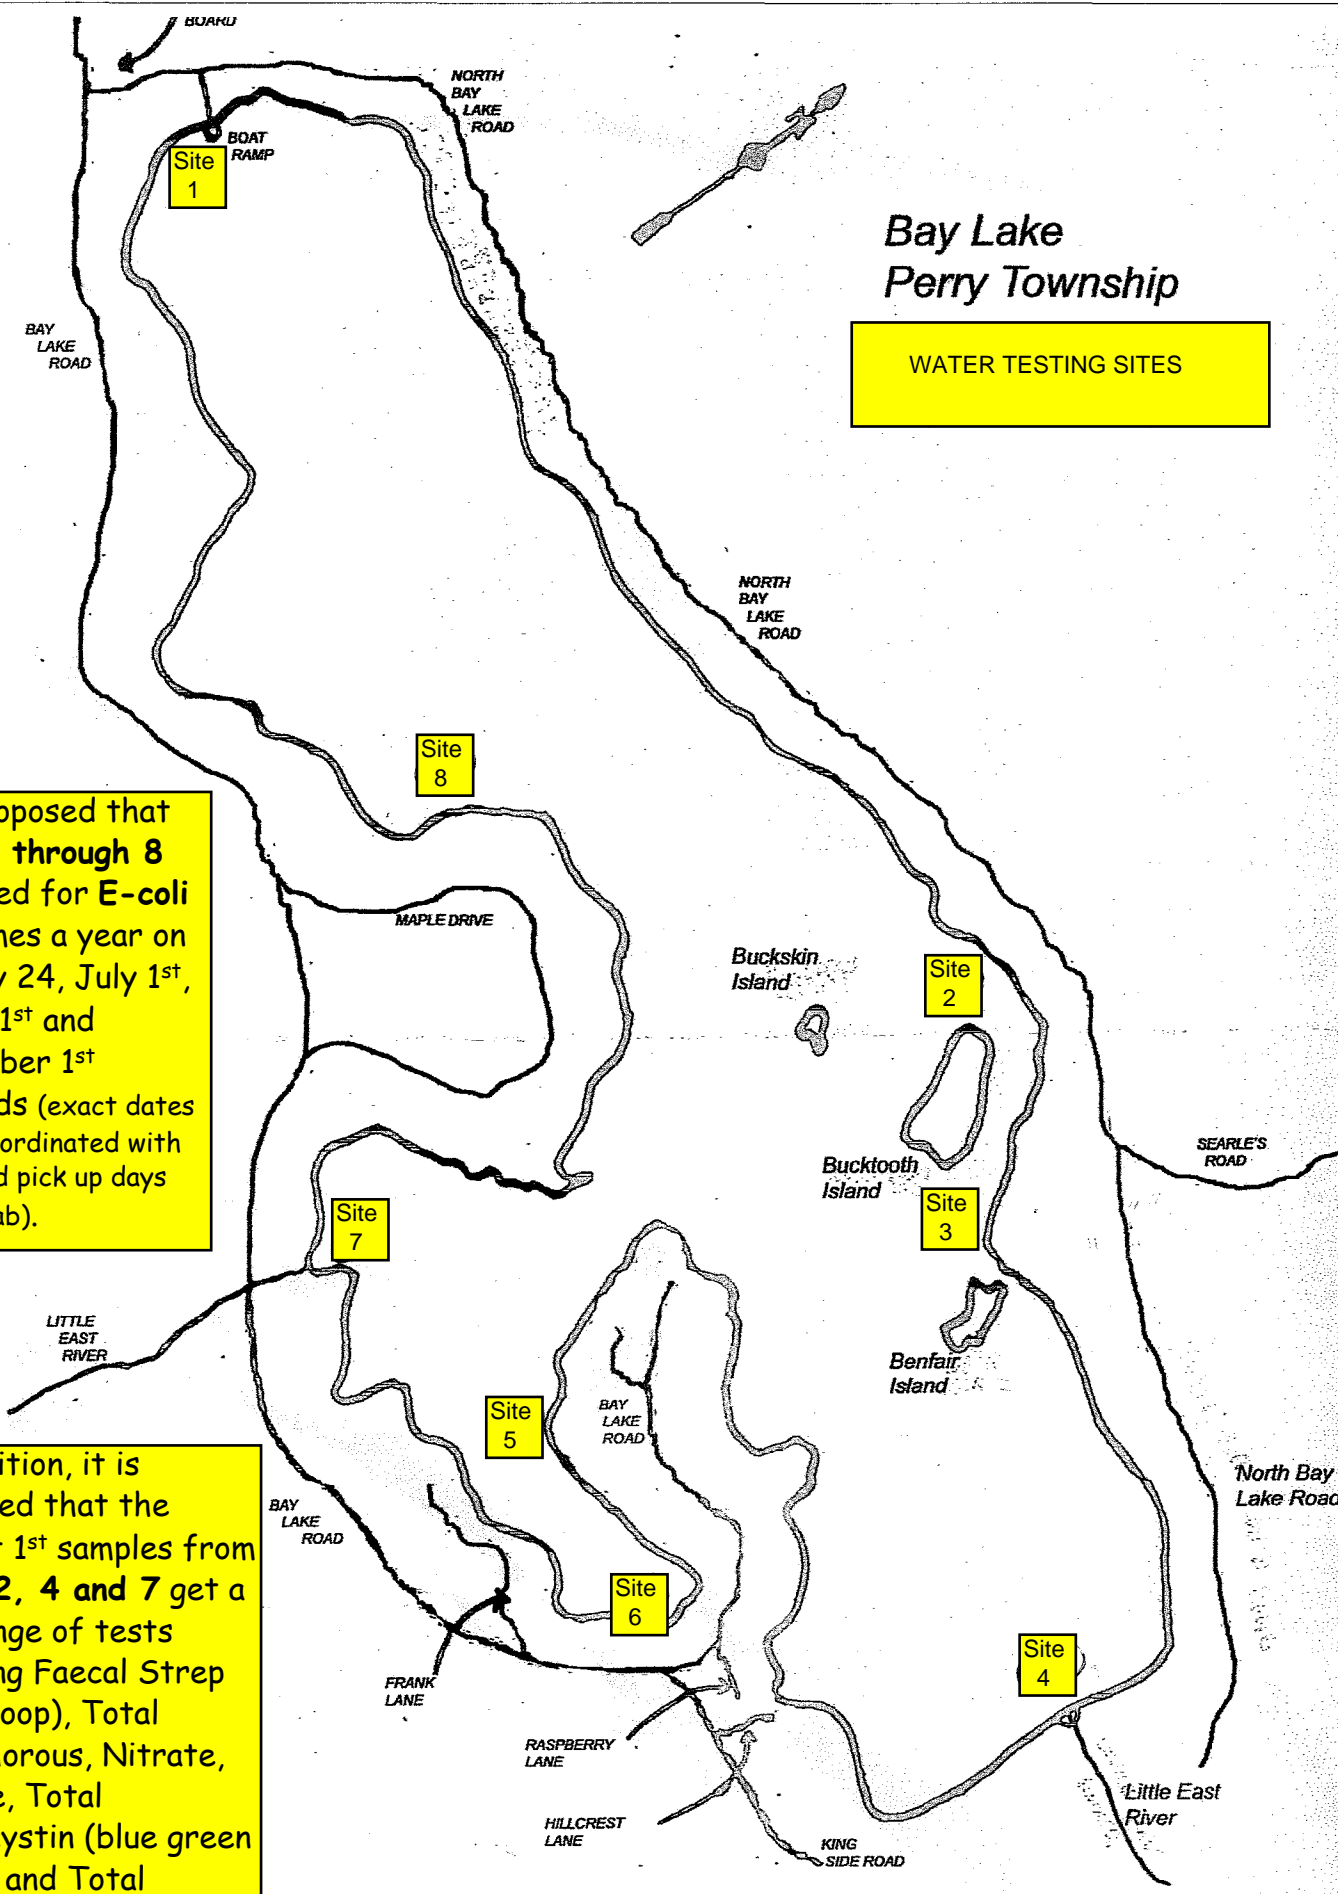 BOARD
NORTH
BAY
LAKE
ROAD
BOAT
RAMP
Site
1
Bay Lake
Perry Township
WATER TESTING SITES
BAY
LAKE
ROAD
NORTH
BAY
LAKE
ROAD
Site
8
oposed that
through 8
ed for E-coli
nes a year on
y 24, July 1st,
1st and
ber 1st
ds (exact dates
ordinated with
d pick up days
ab).
MAPLE DRIVE
Buckskin
Island
Site
2
Bucktooth
Island
SEARLE'S
ROAD
Site
3
Site
7
LITTLE
EAST
RIVER
Benfair
Island
BAY
LAKE
ROAD
Site
5
North Bay
Lake Road
ition, it is
ed that the
t 1st samples from
2, 4 and 7 get a
nge of tests
ng Faecal Strep
oop), Total
orous, Nitrate,
e, Total
ystin (blue green
and Total
BAY
LAKE
ROAD
Site
6
Site
4
FRANK
LANE
RASPBERRY
LANE
HILLCREST
LANE
KING
SIDE ROAD
Little East
River